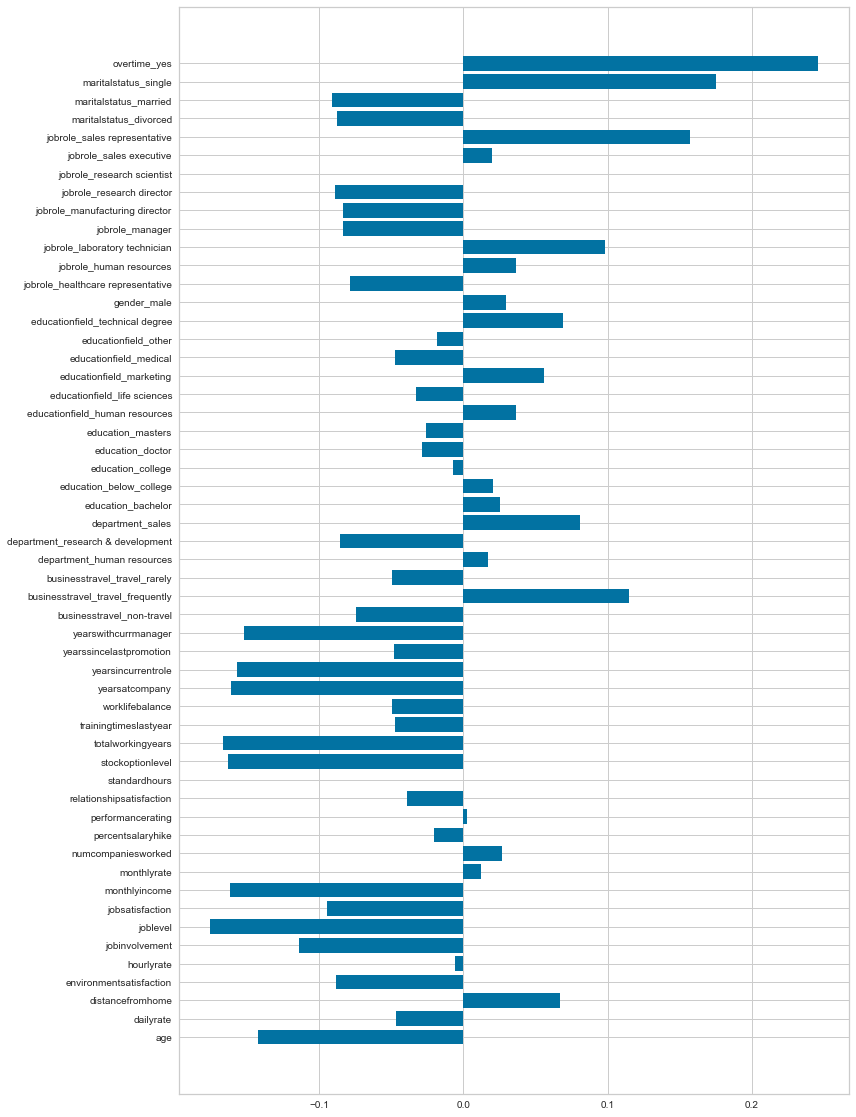 overtime_yes
maritalstatus_single
maritalstatus_married
maritalstatus_divorced
jobrole_sales representative
jobrole_sales executive
jobrole_research scientist
jobrole_research director
jobrole_manufacturing director
jobrole_manager
jobrole_laboratory technician
jobrole_human resources
jobrole_healthcare representative
gender_male
educationfield_technical degree
educationfield_other
educationfield_medical
educationfield_marketing
educationfield_life sciences
educationfield_human resources
education_masters
education_doctor
education_college
education_below_college
education_bachelor
department_sales
department_research & development
department_human resources
businesstravel_travel_rarely
businesstravel_travel_frequently
businesstravel_non-travel
yearswithcurrmanager
yearssincelastpromotion
yearsincurrentrole
yearsatcompany
worklifebalance
trainingtimeslastyear
totalworkingyears
stockoptionlevel
standardhours
relationshipsatisfaction
performancerating
percentsalaryhike
numcompaniesworked
monthlyrate
monthlyincome
jobsatisfaction
joblevel
jobinvolvement
hourlyrate
environmentsatisfaction
distancefromhome
dailyrate
age
−0.1 0.0 0.1 0.2